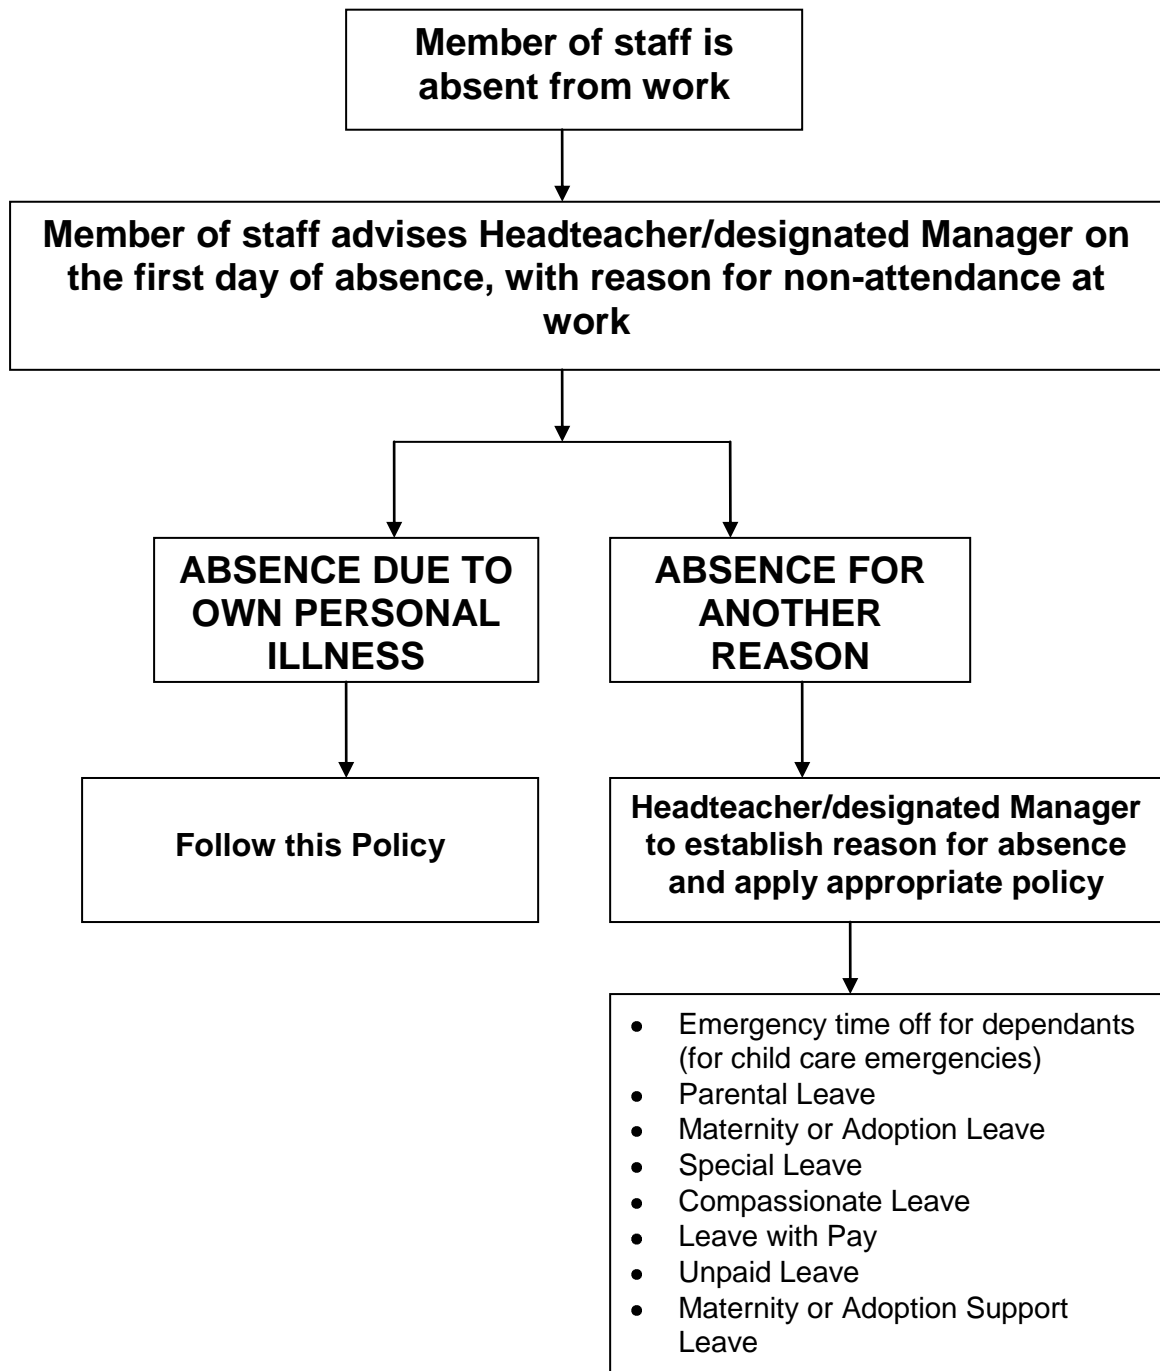 Member of staff is
absent from work
Member of staff advises Headteacher/designated Manager on
the first day of absence, with reason for non-attendance at
work
ABSENCE DUE TO
OWN PERSONAL
ILLNESS
ABSENCE FOR
ANOTHER
REASON
Follow this Policy
Headteacher/designated Manager
to establish reason for absence
and apply appropriate policy
• Emergency time off for dependants
(for child care emergencies)
• Parental Leave
• Maternity or Adoption Leave
• Special Leave
• Compassionate Leave
• Leave with Pay
• Unpaid Leave
• Maternity or Adoption Support
Leave